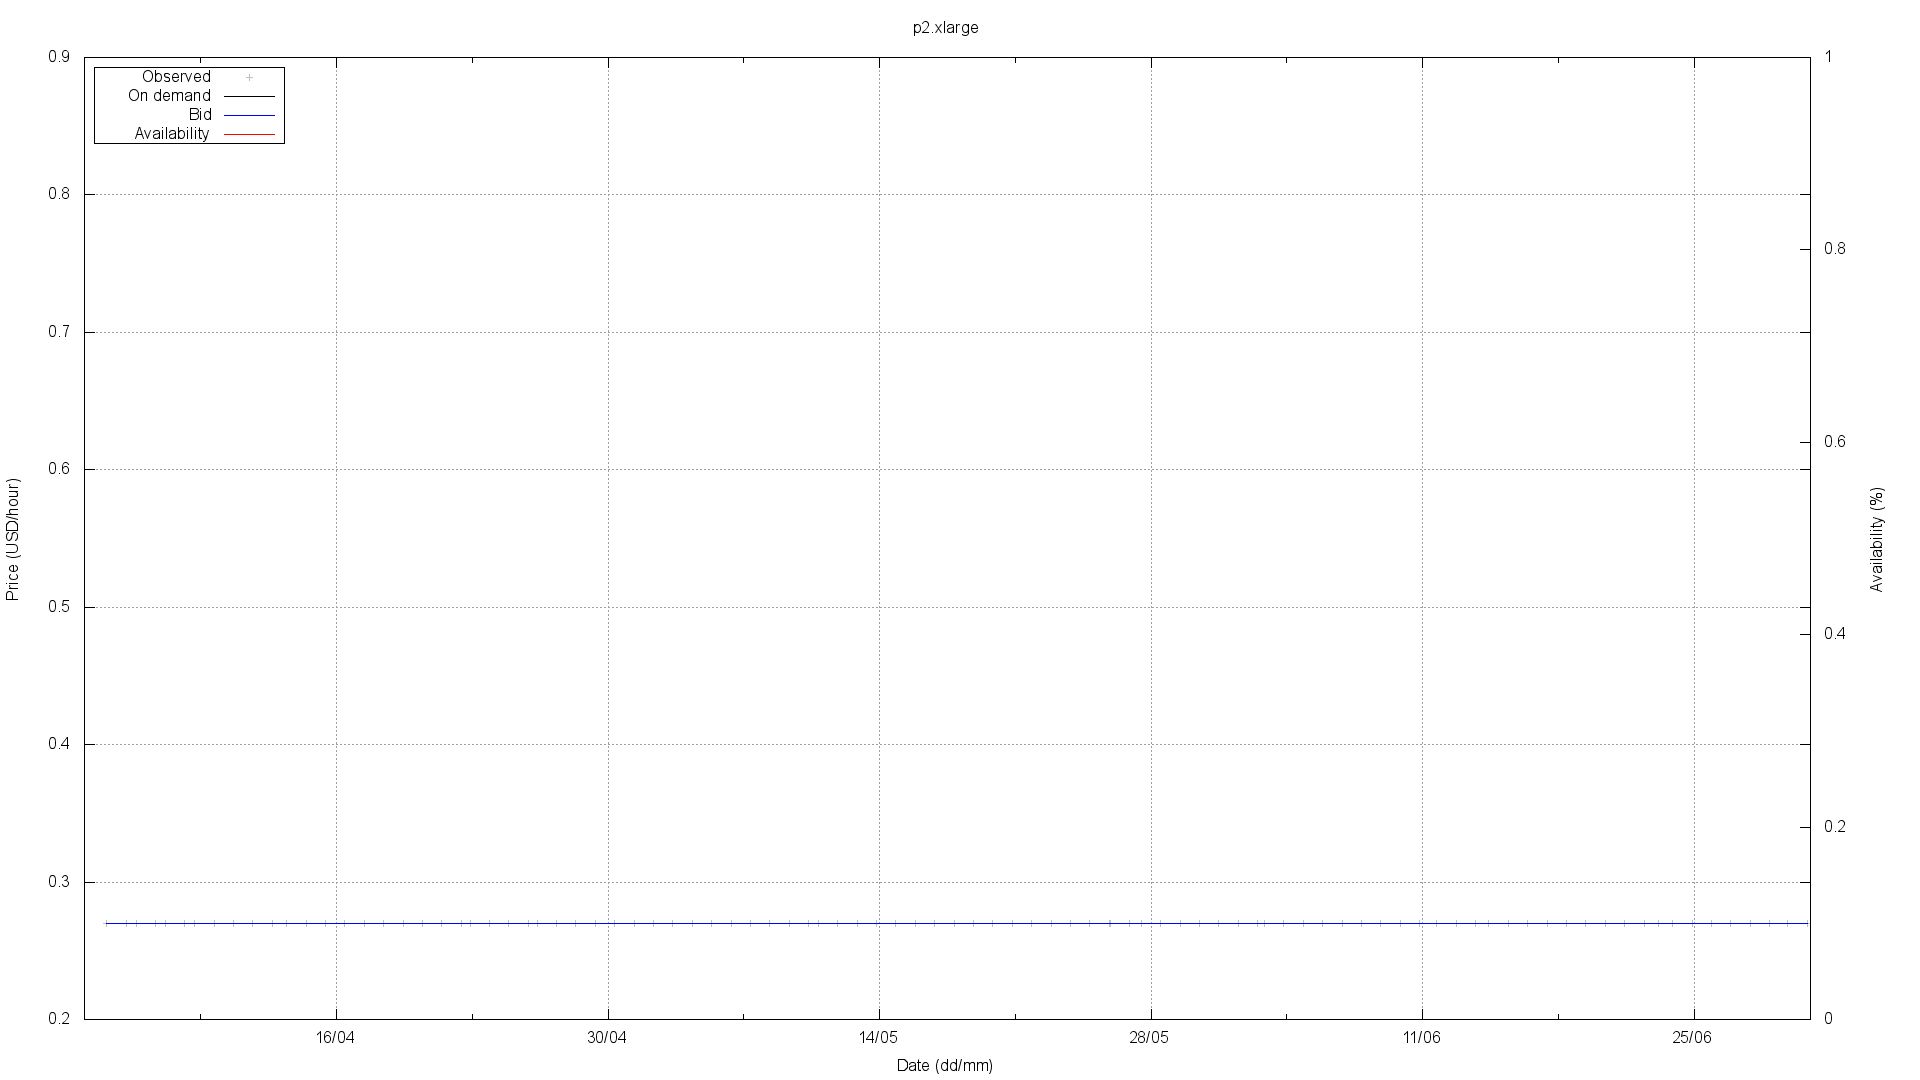 p2.xlarge
Observed
On demand
Bid
Availability
0.9
0.8
0.7
0.6
0.5
0.4
0.3
0.2
Price (USD/hour)
1
0.8
0.6
0.4
0.2
0
Availability (%)
16/04 30/04 14/05 28/05 11/06 25/06
Date (dd/mm)